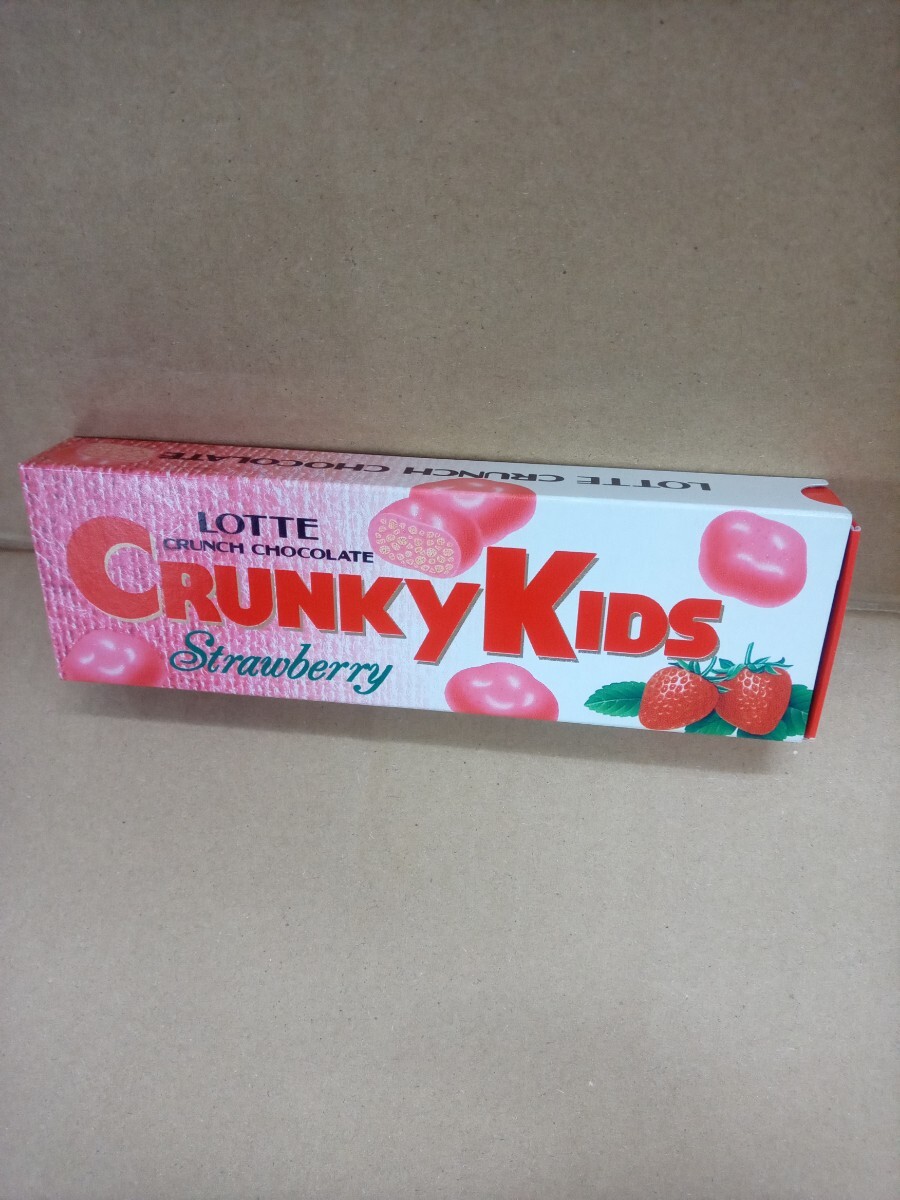 LOTTE CRUNCH CHOCOLATE
LOTTE
CRUNCH CHOCOLATE
CRUNKY KIDS
Strawberry